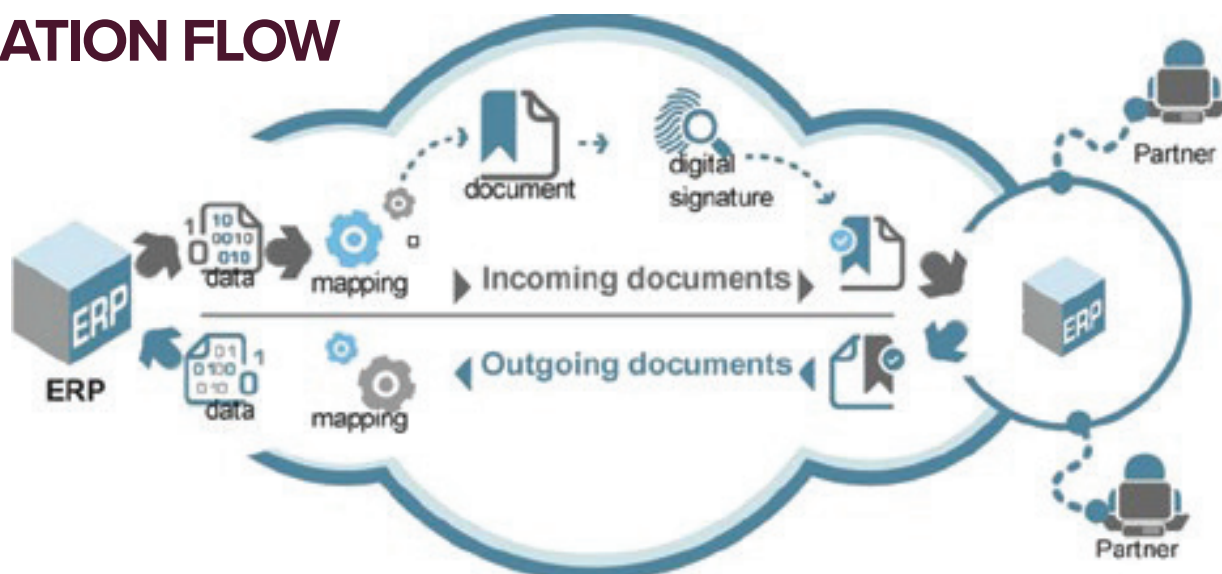 ATION FLOW
Partner
document
digital
signature
10
0010
010
1
0
data
mapping
Incoming documents
ERP
ERP
ERP
Outgoing documents
01
0100
010
1
0
data
mapping
Partner